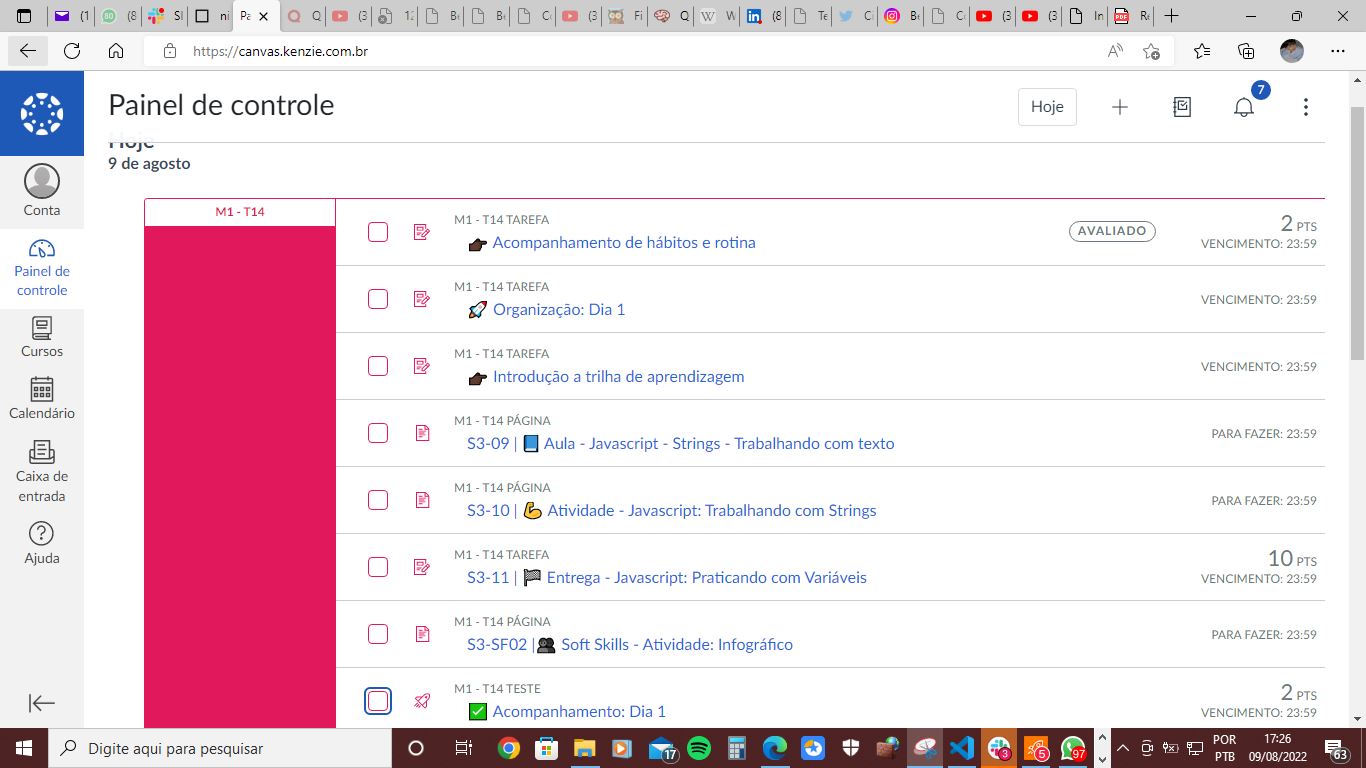 (1
(8
Sl
ni
Pa
Q
(3
12
Be
Be
Co
(3
Fi
Q
W
W
(8
Te
Ci
Be
Co
(3
(3
In
Re
https://canvas.kenzie.com.br
Painel de controle
Hoje
7
Hoje
9 de agosto
Conta
Painel de
controle
Cursos
Calendário
Caixa de
entrada
Ajuda
M1 - T14
M1 - T14 TAREFA
Acompanhamento de hábitos e rotina
AVALIADO
2 PTS
VENCIMENTO: 23:59
M1 - T14 TAREFA
Organização: Dia 1
VENCIMENTO: 23:59
M1 - T14 TAREFA
Introdução a trilha de aprendizagem
VENCIMENTO: 23:59
M1 - T14 PÁGINA
S3-09 | Aula - Javascript - Strings - Trabalhando com texto
PARA FAZER: 23:59
M1 - T14 PÁGINA
S3-10 | Atividade - Javascript: Trabalhando com Strings
PARA FAZER: 23:59
M1 - T14 TAREFA
S3-11 | Entrega - Javascript: Praticando com Variáveis
10 PTS
VENCIMENTO: 23:59
M1 - T14 PÁGINA
S3-SF02 | Soft Skills - Atividade: Infográfico
PARA FAZER: 23:59
M1 - T14 TESTE
Acompanhamento: Dia 1
2 PTS
VENCIMENTO: 23:59
Digite aqui para pesquisar
17
3
5
97
POR
PTB
17:26
09/08/2022
63